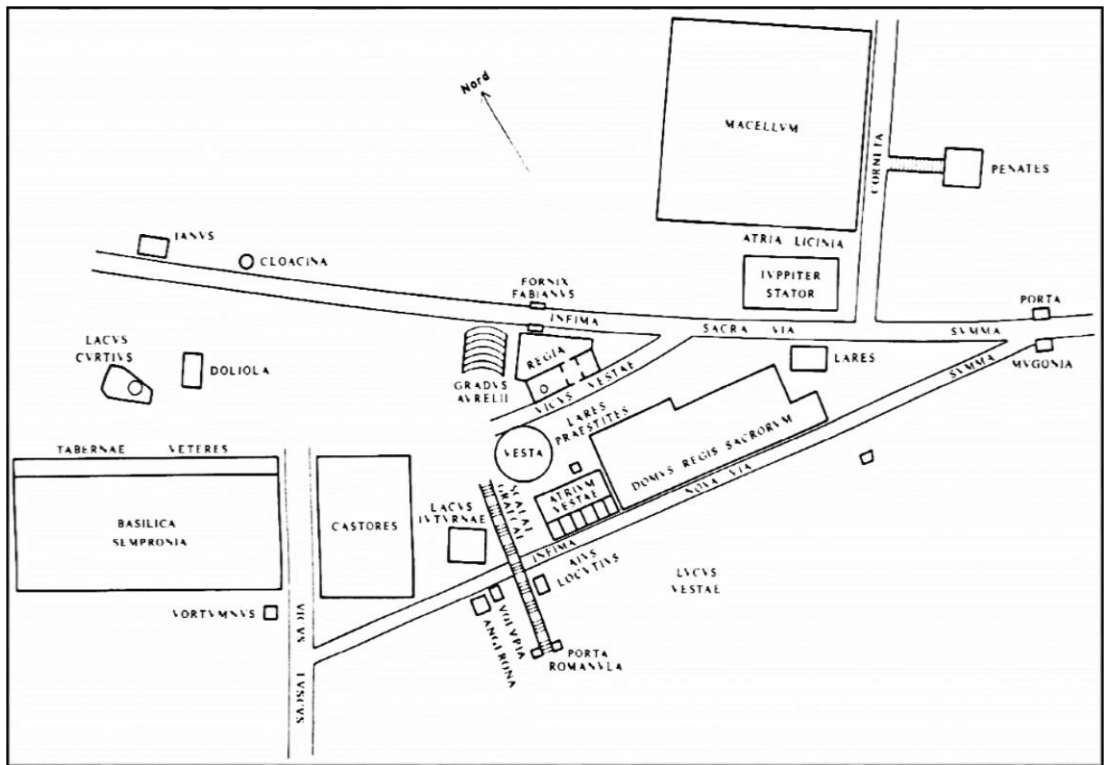 Nord
MACELLVM
CORNETA
PENATES
IANVS
CLOACINA
ATRIA LICINIA
IVPPITER
STATOR
FORNIX
FABIANVS
INFIMA
SACRA VIA
SVMMA
PORTA
MVGONIA
LACVS
CVRTIVS
DOLIOLA
GRADVS
AVRELII
REGIA
VICVS VESTAE
LARES
SVMMA
LARES
PRAESTITES
TABERNAE VETERES
VESTA
DOMVS REGIS SACRORVM
NOVA VIA
BASILICA
SEMPRONIA
CASTORES
LACVS
IVTVRNAE
SCALAE
GRAECAE
ATRIVM
VESTAE
INFIMA
AIVS
LOCVTIVS
LVCVS
VESTAE
VORTVMNVS
VICVS
TVSCVS
VOLVPIA
ANGERONA
PORTA
ROMANVLA